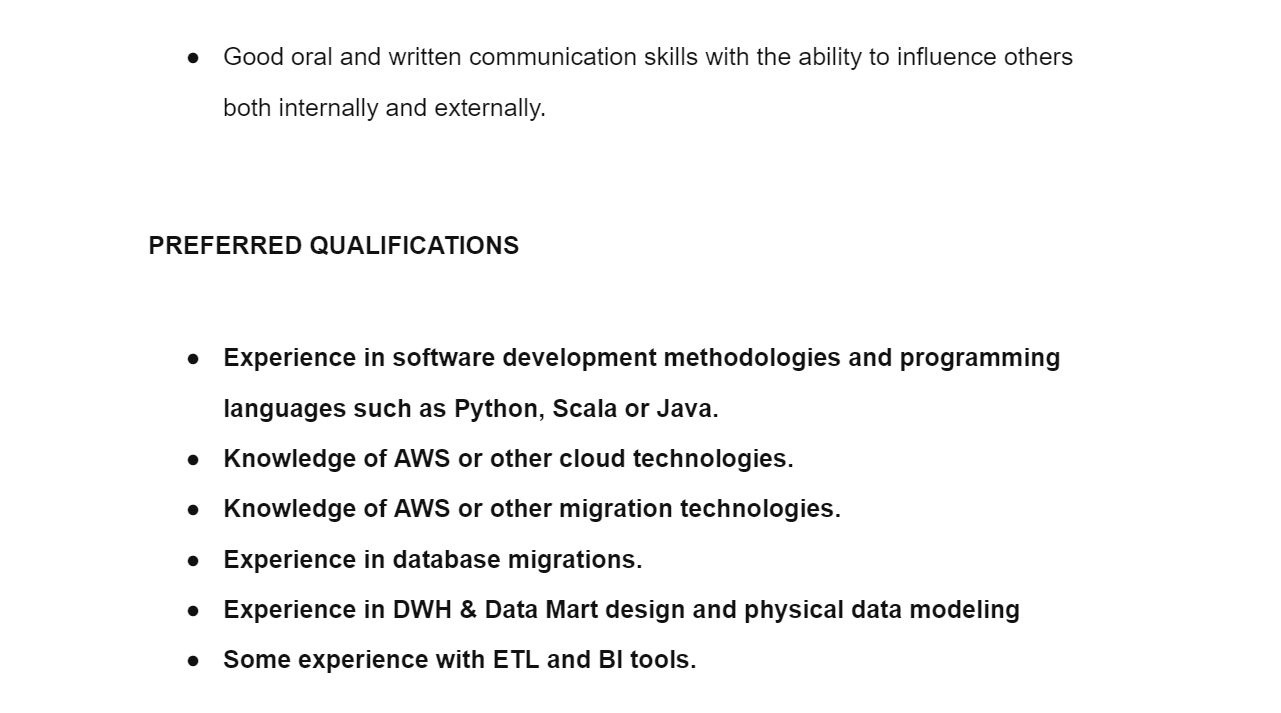 ● Good oral and written communication skills with the ability to influence others
both internally and externally.
PREFERRED QUALIFICATIONS
● Experience in software development methodologies and programming
languages such as Python, Scala or Java.
● Knowledge of AWS or other cloud technologies.
● Knowledge of AWS or other migration technologies.
● Experience in database migrations.
● Experience in DWH & Data Mart design and physical data modeling
● Some experience with ETL and BI tools.